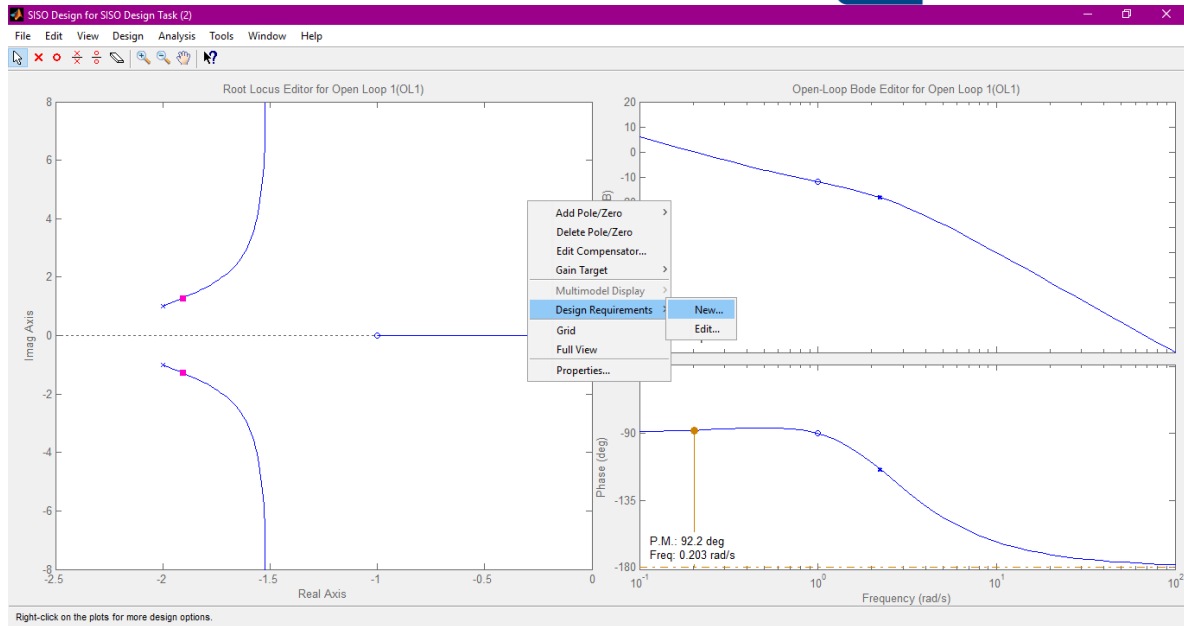 SISO Design for SISO Design Task (2)
File Edit View Design Analysis Tools Window Help
Root Locus Editor for Open Loop 1(OL1)
8
6
4
2
0
-2
-4
-6
-8
-2.5 -2 -1.5 -1 -0.5 0
Imag Axis
Real Axis
Open-Loop Bode Editor for Open Loop 1(OL1)
20
10
0
-10
Add Pole/Zero
Delete Pole/Zero
Edit Compensator...
Gain Target
Multimodel Display
Design Requirements
Grid
Full View
Properties...
New...
Edit...
-90
-135
-180
Phase (deg)
P.M.: 92.2 deg
Freq: 0.203 rad/s
10-1 100 101 102
Frequency (rad/s)
Right-click on the plots for more design options.